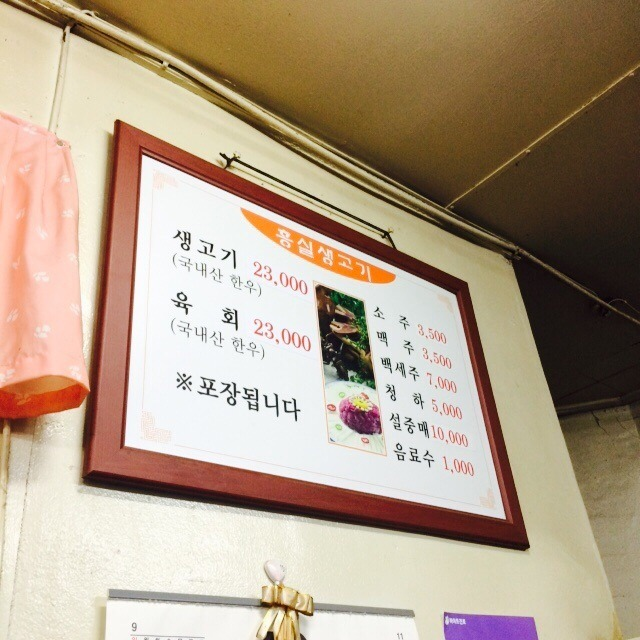 홍실생고기
생고기 23,000
(국내산 한우)
육 회 23,000
(국내산 한우)
※포장됩니다
소 주 3,500
맥 주 3,500
백세주 7,000
청 하 5,000
설중매 10,000
음료수 1,000
9
11